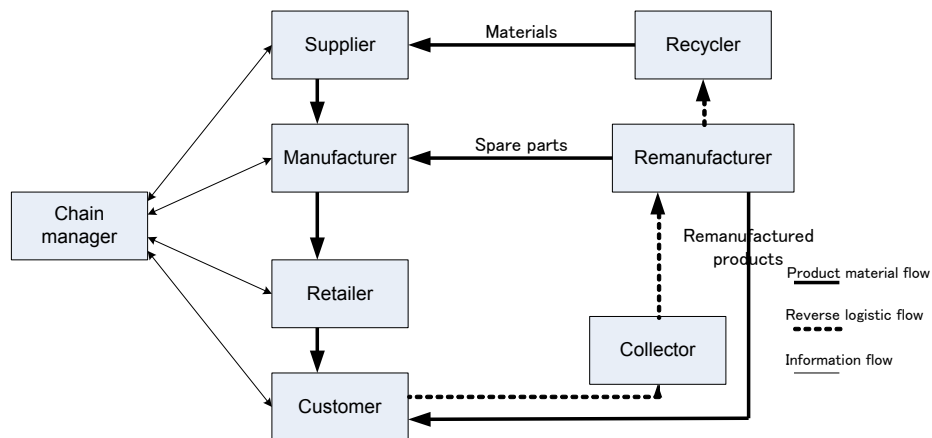 Supplier
Materials
Recycler
Manufacturer
Spare parts
Remanufacturer
Chain
manager
Remanufactured
products
Product material flow
Retailer
Reverse logistic flow
Collector
Information flow
Customer